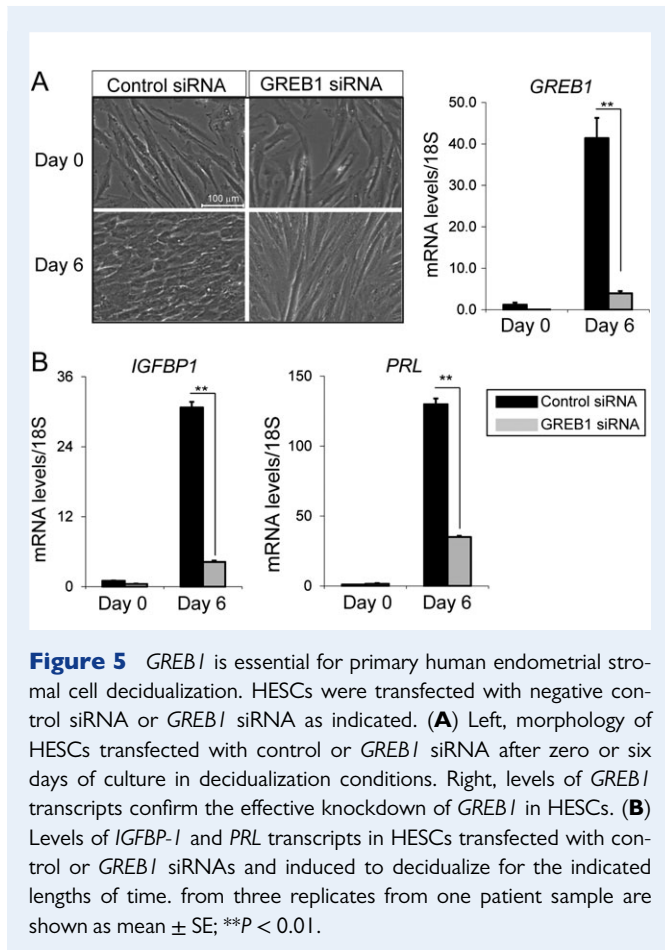 A
Control siRNA
GREB1 siRNA
Day 0
100 μm
Day 6
GREB1
mRNA levels/18S
50.0
40.0
30.0
20.0
10.0
0.0
**
Day 0
Day 6
B
IGFBP1
mRNA levels/18S
36
24
12
0
**
Day 0
Day 6
PRL
mRNA levels/18S
150
100
50
0
**
Day 0
Day 6
Control siRNA
GREB1 siRNA
Figure 5 GREB1 is essential for primary human endometrial stro-
mal cell decidualization. HESCs were transfected with negative con-
trol siRNA or GREB1 siRNA as indicated. (A) Left, morphology of
HESCs transfected with control or GREB1 siRNA after zero or six
days of culture in decidualization conditions. Right, levels of GREB1
transcripts confirm the effective knockdown of GREB1 in HESCs. (B)
Levels of IGFBP-1 and PRL transcripts in HESCs transfected with con-
trol or GREB1 siRNAs and induced to decidualize for the indicated
lengths of time. from three replicates from one patient sample are
shown as mean ± SE; **P < 0.01.